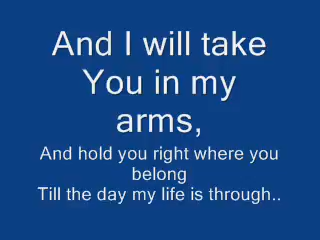 And I will take
You in my
arms,
And hold you right where you
belong
Till the day my life is through..